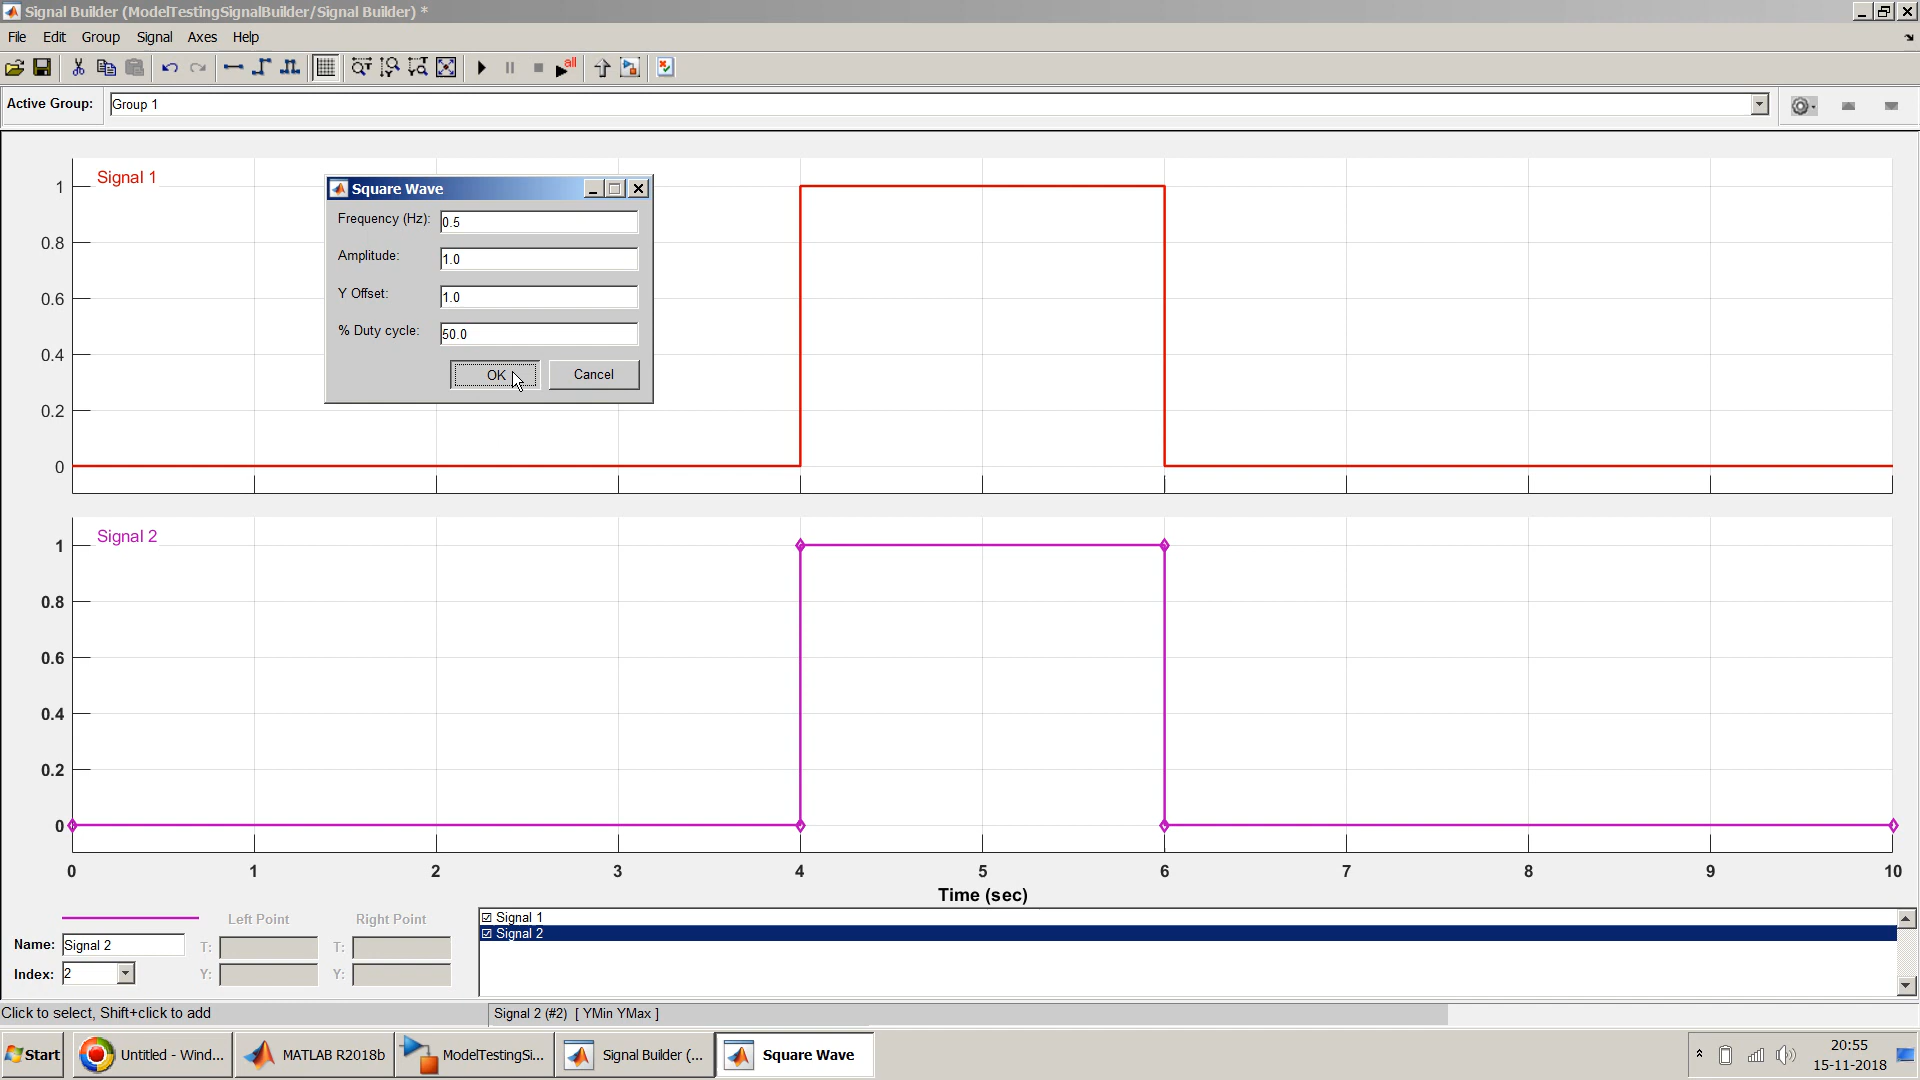 Signal Builder (ModelTestingSignalBuilder/Signal Builder) *
File Edit Group Signal Axes Help
all
Active Group: Group 1
Signal 1
1
0.8
0.6
0.4
0.2
0
Square Wave
Frequency (Hz): 0.5
Amplitude: 1.0
Y Offset: 1.0
% Duty cycle: 50.0
OK Cancel
Signal 2
1
0.8
0.6
0.4
0.2
0
0 1 2 3 4 5 6 7 8 9 10
Time (sec)
Left Point Right Point
Name: Signal 2 T: T:
Index: 2 Y: Y:
Signal 1
Signal 2
Click to select, Shift+click to add
Signal 2 (#2) [ YMin YMax ]
Start
Untitled - Wind...
MATLAB R2018b
ModelTestingSi...
Signal Builder (...
Square Wave
20:55
15-11-2018